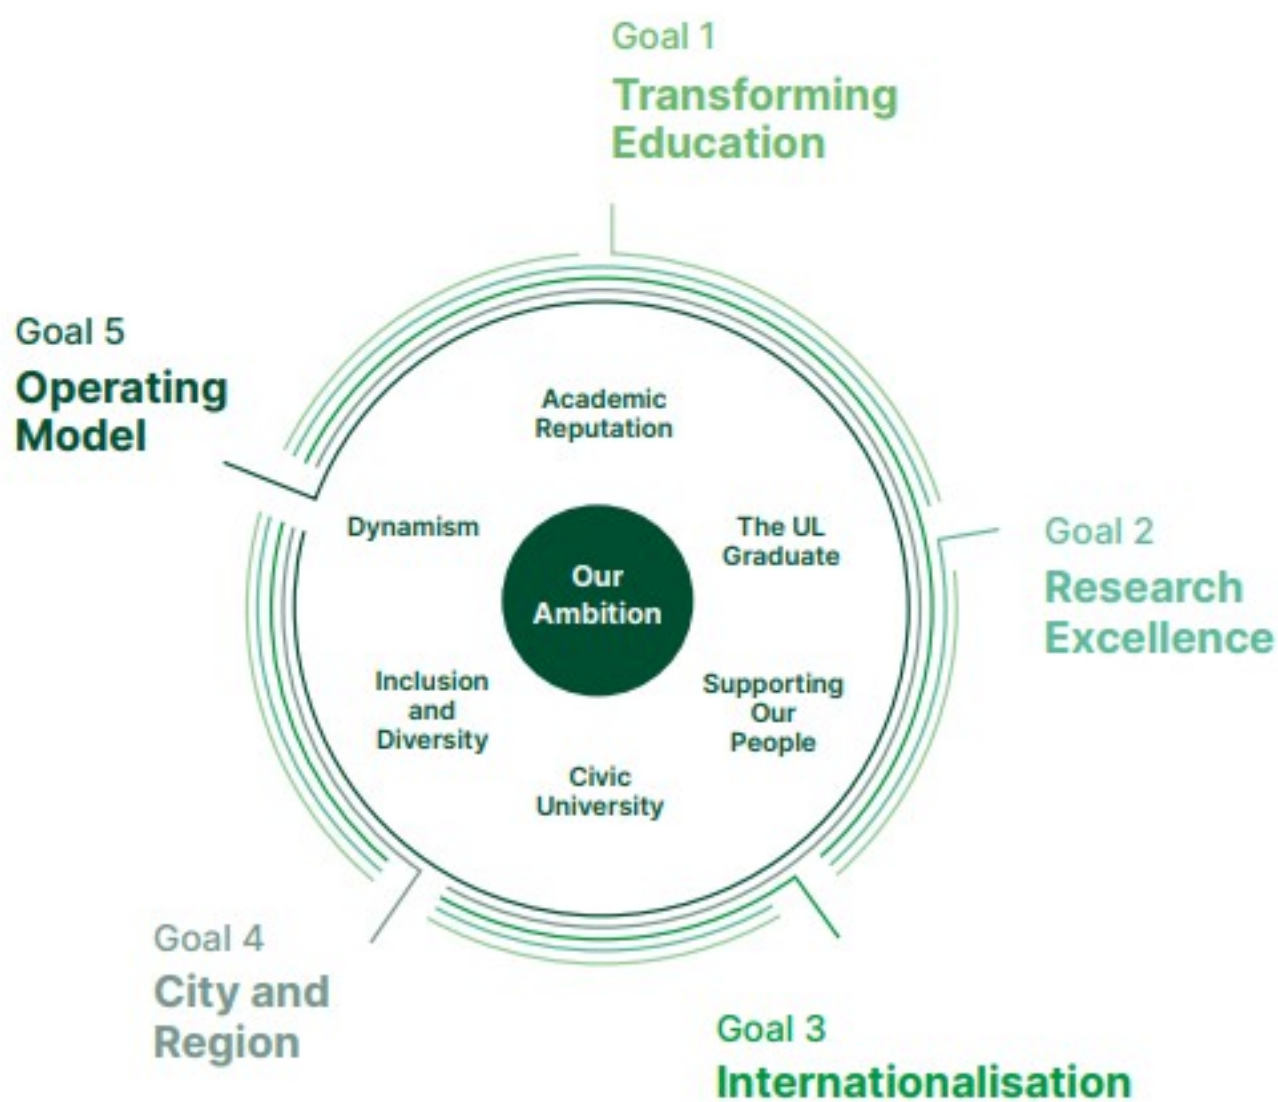 Goal 1
Transforming
Education
Goal 5
Operating
Model
Academic
Reputation
Dynamism
The UL
Graduate
Our
Ambition
Goal 2
Research
Excellence
Inclusion
and
Diversity
Supporting
Our
People
Civic
University
Goal 4
City and
Region
Goal 3
Internationalisation